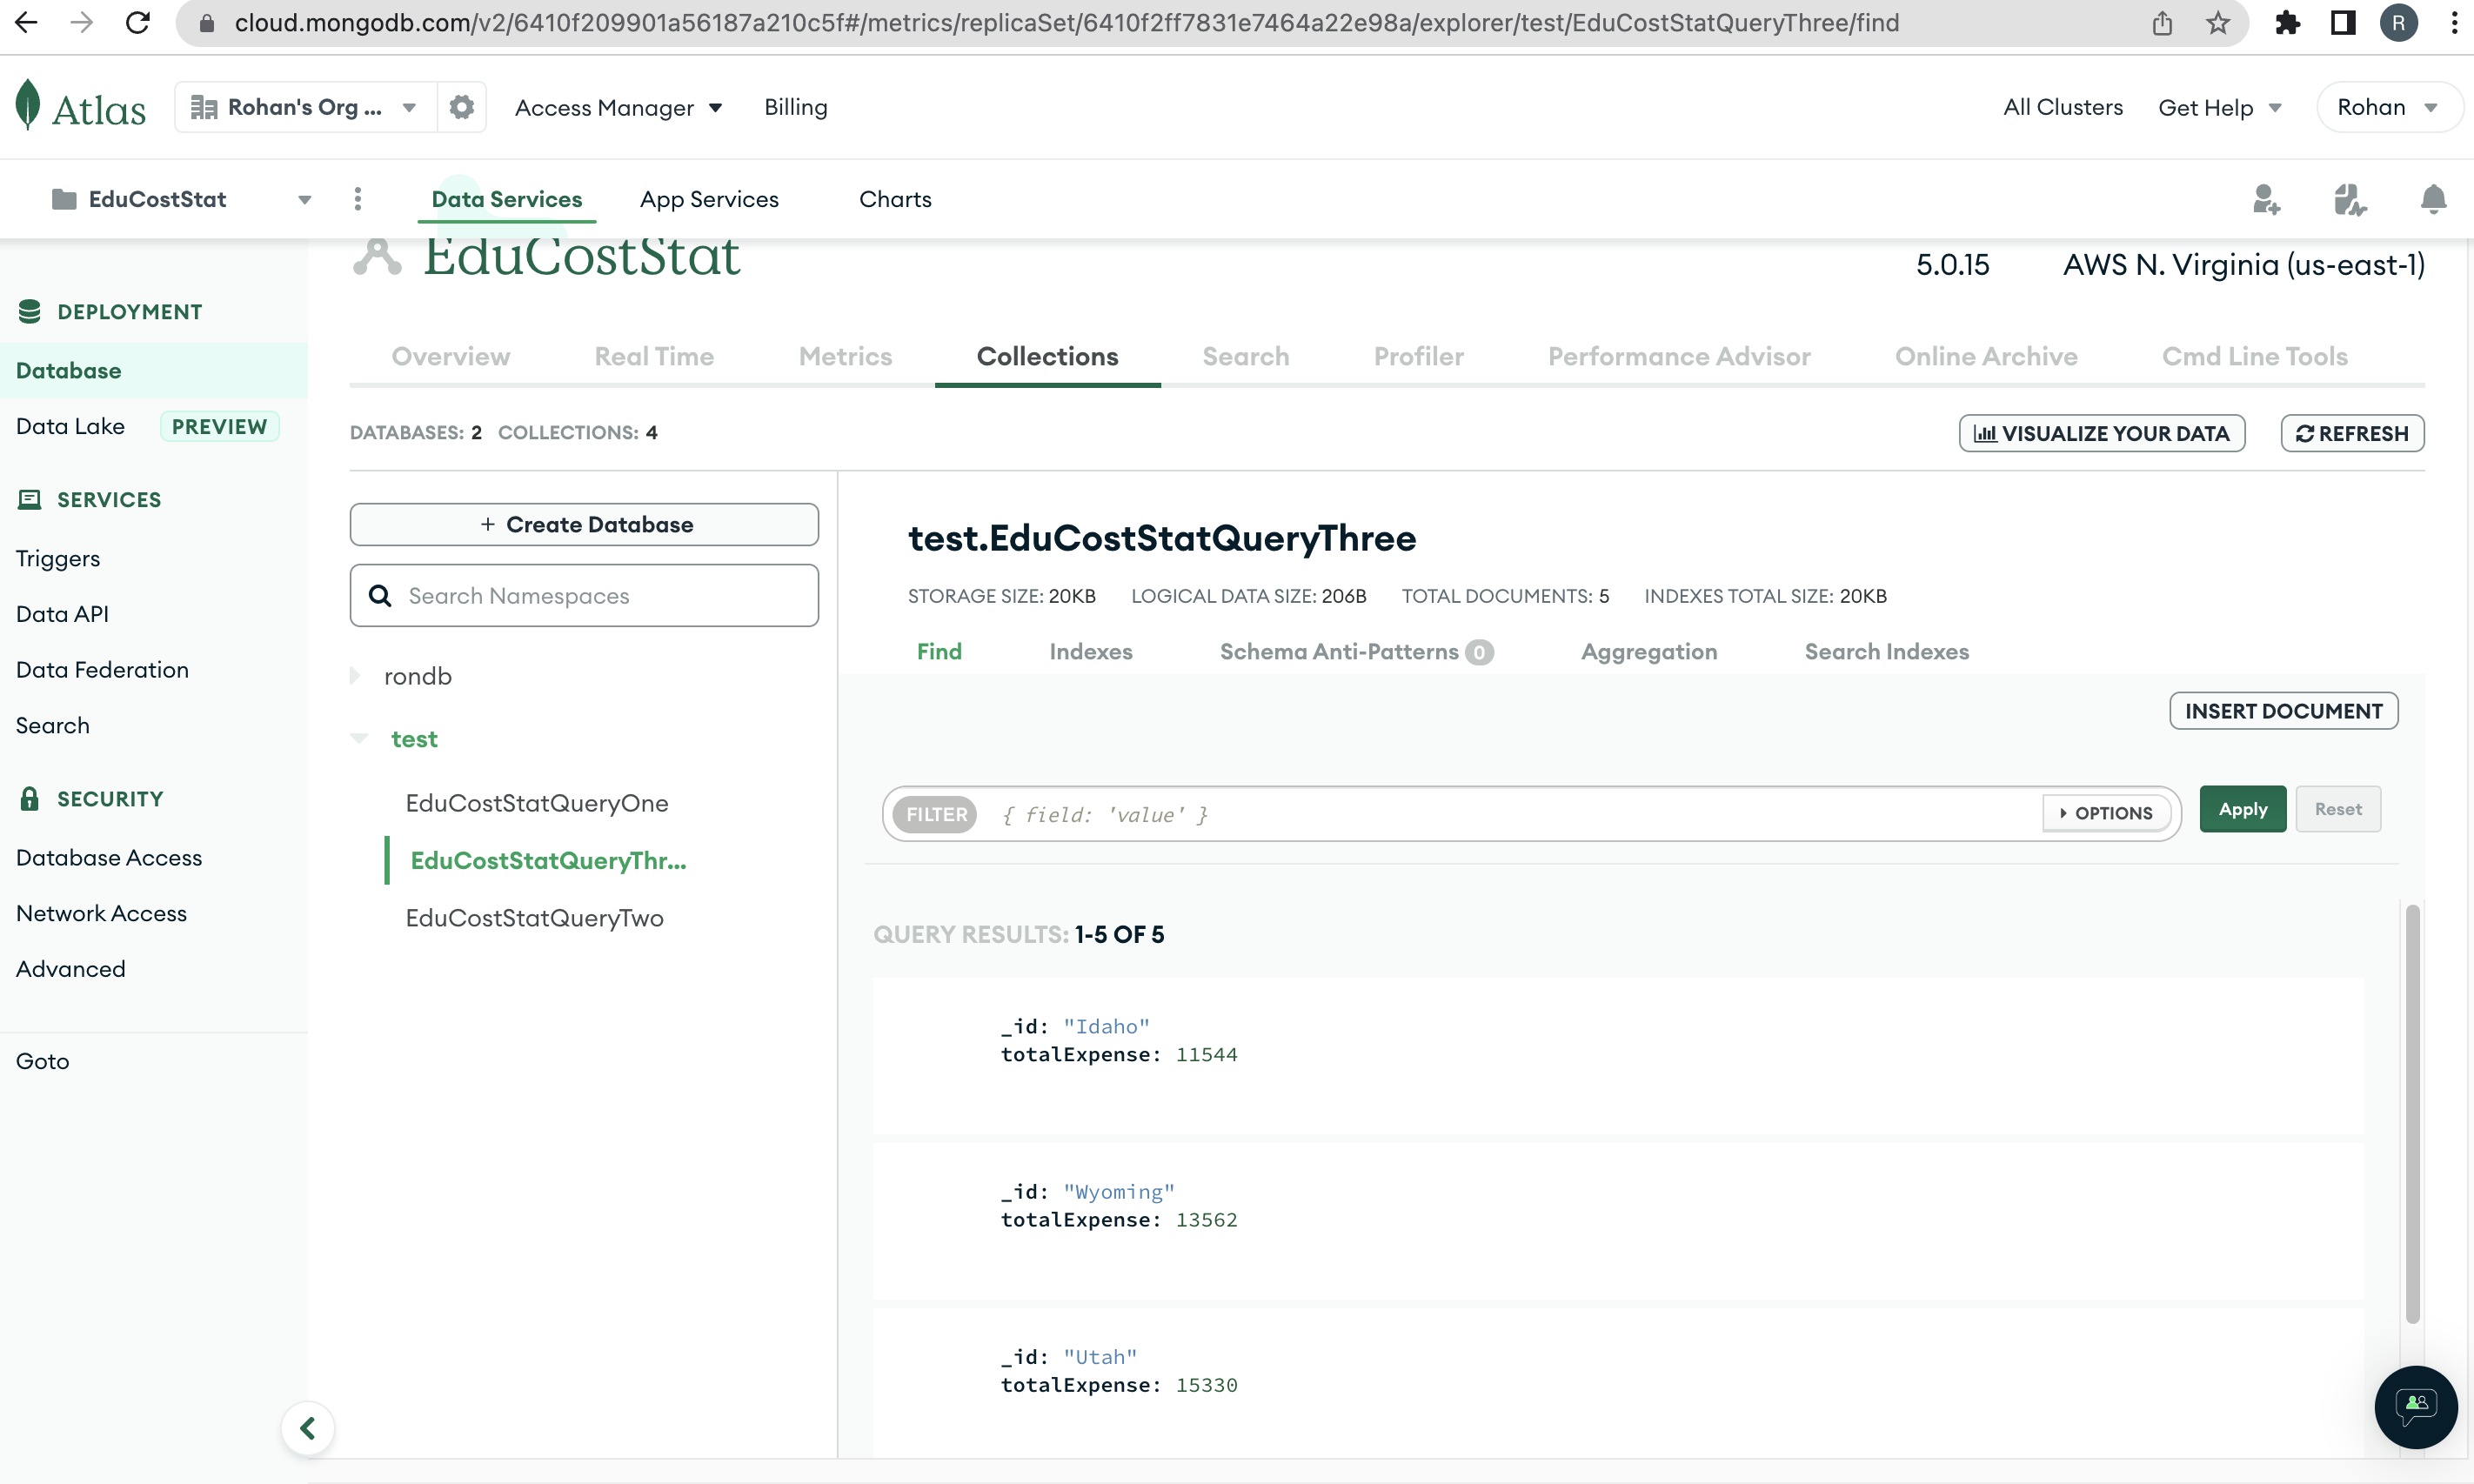 cloud.mongodb.com/v2/6410f209901a56187a210c5f#/metrics/replicaSet/6410f2ff7831e7464a22e98a/explorer/test/EduCostStatQueryThree/find
R
Atlas
Rohan's Org ...
Access Manager
Billing
All Clusters
Get Help
Rohan
EduCostStat
Data Services
App Services
Charts
EduCostStat
5.0.15
AWS N. Virginia (us-east-1)
DEPLOYMENT
Database
Data Lake
PREVIEW
SERVICES
Triggers
Data API
Data Federation
Search
SECURITY
Database Access
Network Access
Advanced
Goto
Overview
Real Time
Metrics
Collections
Search
Profiler
Performance Advisor
Online Archive
Cmd Line Tools
DATABASES: 2 COLLECTIONS: 4
VISUALIZE YOUR DATA
REFRESH
+ Create Database
Search Namespaces
rondb
test
EduCostStatQueryOne
EduCostStatQueryThr...
EduCostStatQueryTwo
test.EduCostStatQueryThree
STORAGE SIZE: 20KB LOGICAL DATA SIZE: 206B TOTAL DOCUMENTS: 5 INDEXES TOTAL SIZE: 20KB
Find
Indexes
Schema Anti-Patterns 0
Aggregation
Search Indexes
INSERT DOCUMENT
FILTER
{ field: 'value' }
OPTIONS
Apply
Reset
QUERY RESULTS: 1-5 OF 5
_id: "Idaho"
totalExpense: 11544
_id: "Wyoming"
totalExpense: 13562
_id: "Utah"
totalExpense: 15330